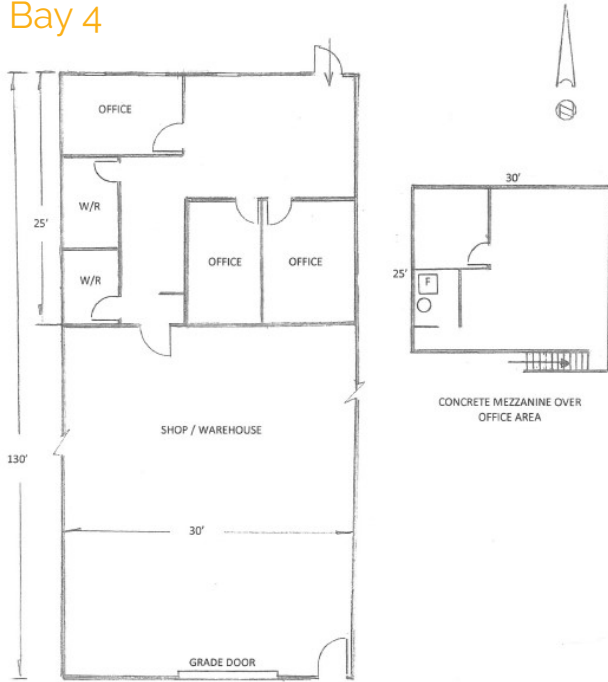 Bay 4
OFFICE
W/R
25'
W/R
OFFICE
OFFICE
SHOP / WAREHOUSE
130'
30'
GRADE DOOR
30'
25'
F
CONCRETE MEZZANINE OVER
OFFICE AREA